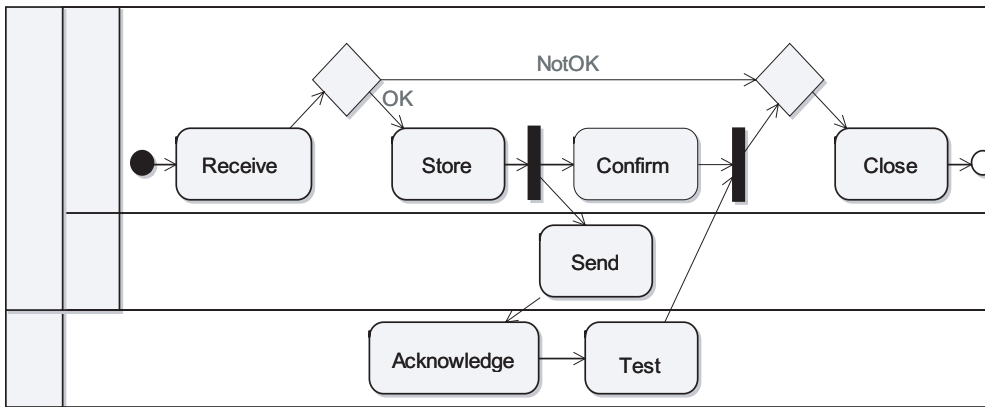 NotOK
OK
Receive
Store
Confirm
Close
Send
Acknowledge
Test